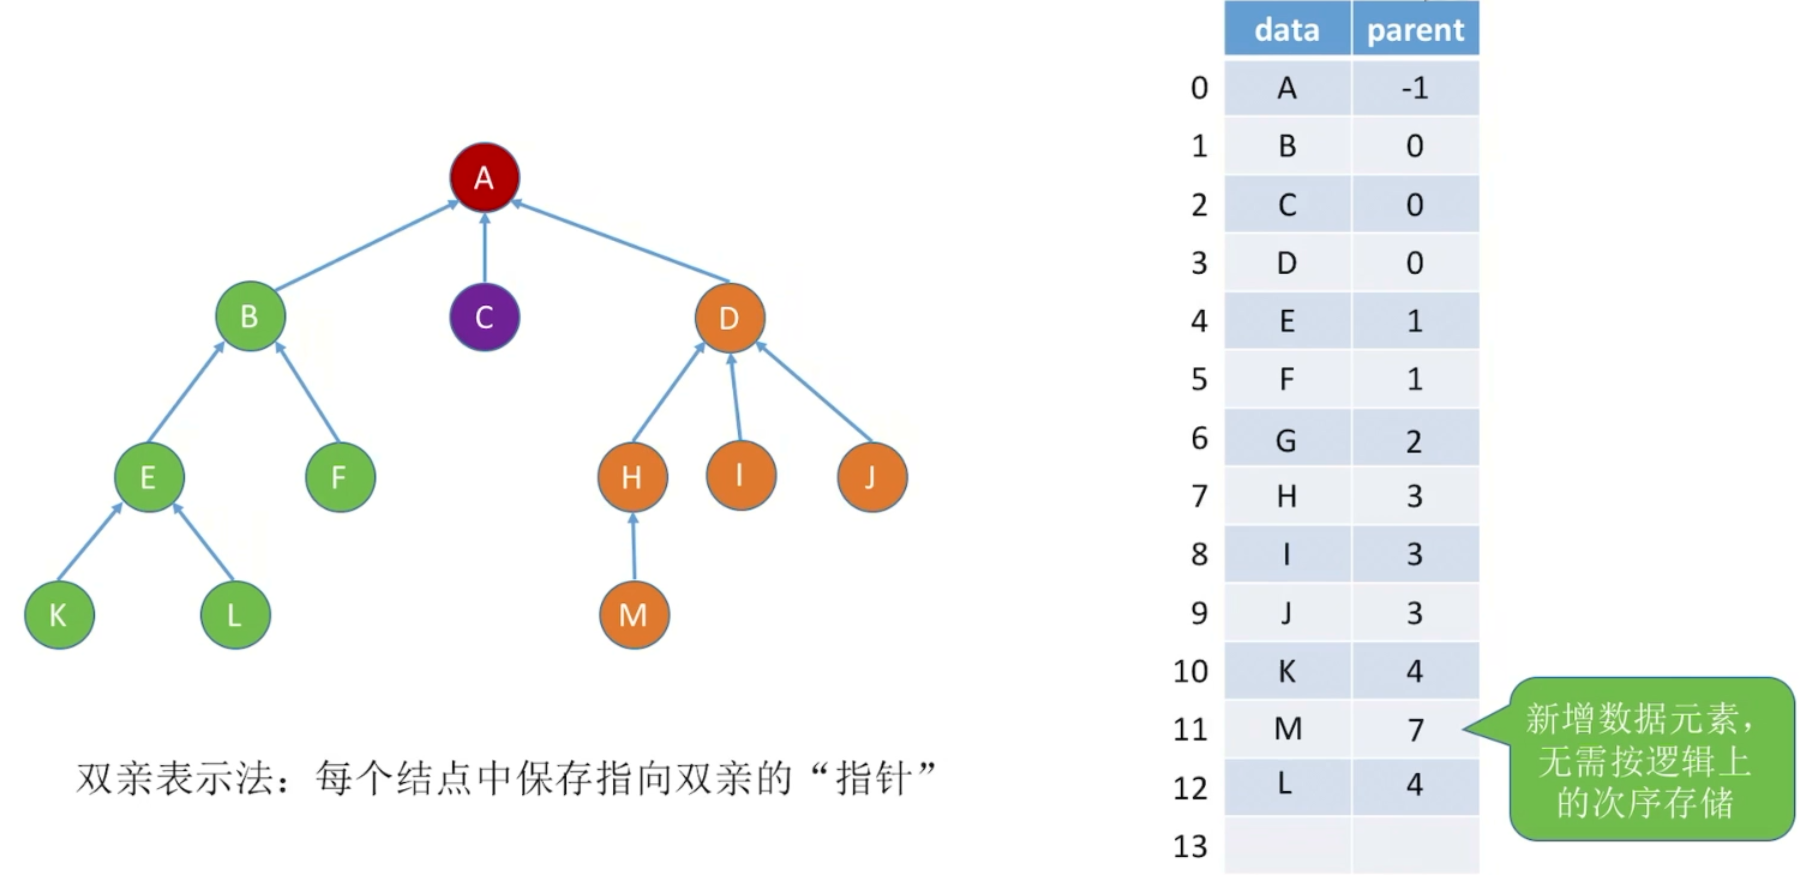 A
B
C
D
E
F
H
I
J
K
L
M
双亲表示法：每个结点中保存指向双亲的“指针”
data parent
0 A -1
1 B 0
2 C 0
3 D 0
4 E 1
5 F 1
6 G 2
7 H 3
8 I 3
9 J 3
10 K 4
11 M 7
12 L 4
13
新增数据元素，
无需按逻辑上
的次序存储